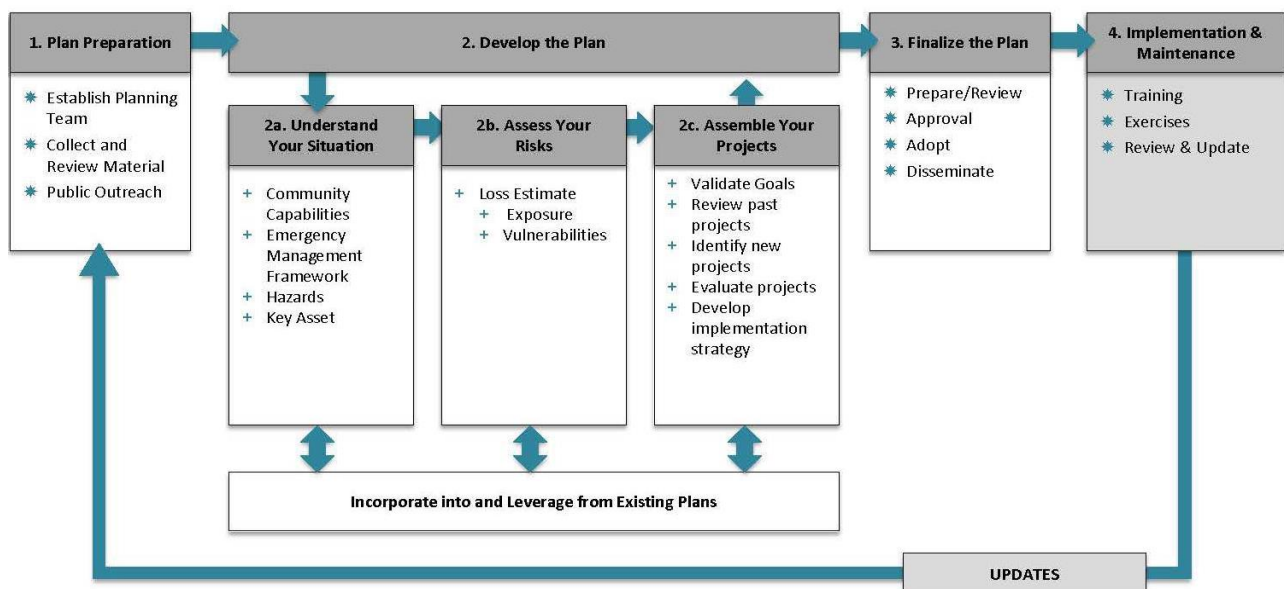 1. Plan Preparation
Establish Planning
Team
Collect and
Review Material
Public Outreach
2. Develop the Plan
2a. Understand
Your Situation
Community
Capabilities
Emergency
Management
Framework
Hazards
Key Asset
2b. Assess Your
Risks
Loss Estimate
Exposure
Vulnerabilities
2c. Assemble Your
Projects
Validate Goals
Review past
projects
Identify new
projects
Evaluate projects
Develop
implementation
strategy
Incorporate into and Leverage from Existing Plans
3. Finalize the Plan
Prepare/Review
Approval
Adopt
Disseminate
4. Implementation &
Maintenance
Training
Exercises
Review & Update
UPDATES